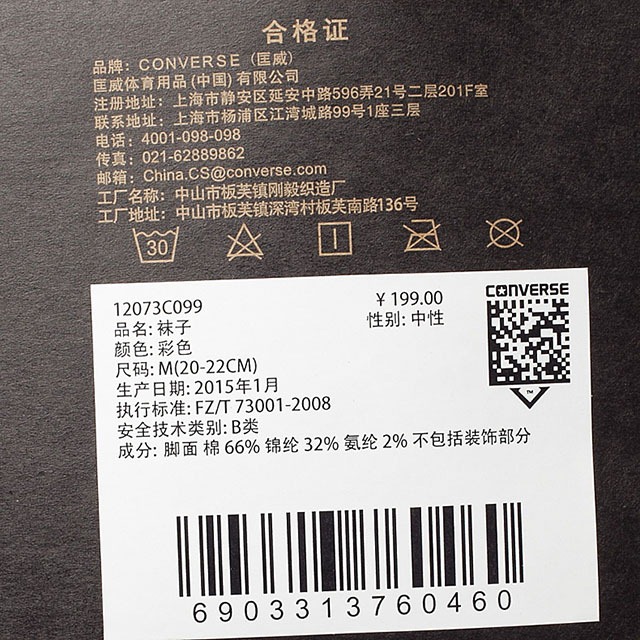 合格证
品牌: CONVERSE (匡威)
匡威体育用品(中国)有限公司
注册地址: 上海市静安区延安中路596弄21号二层201F室
联系地址: 上海市杨浦区江湾城路99号1座三层
电话: 4001-098-098
传真: 021-62889862
邮箱: China.CS@converse.com
工厂名称: 中山市板芙镇刚毅织造厂
工厂地址: 中山市板芙镇深湾村板芙南路136号
30
12073C099
¥ 199.00
CONVERSE
品名: 袜子
性别: 中性
颜色: 彩色
尺码: M(20-22CM)
生产日期: 2015年1月
执行标准: FZ/T 73001-2008
安全技术类别: B类
成分: 脚面 棉 66% 锦纶 32% 氨纶 2% 不包括装饰部分
TM
6903313760460